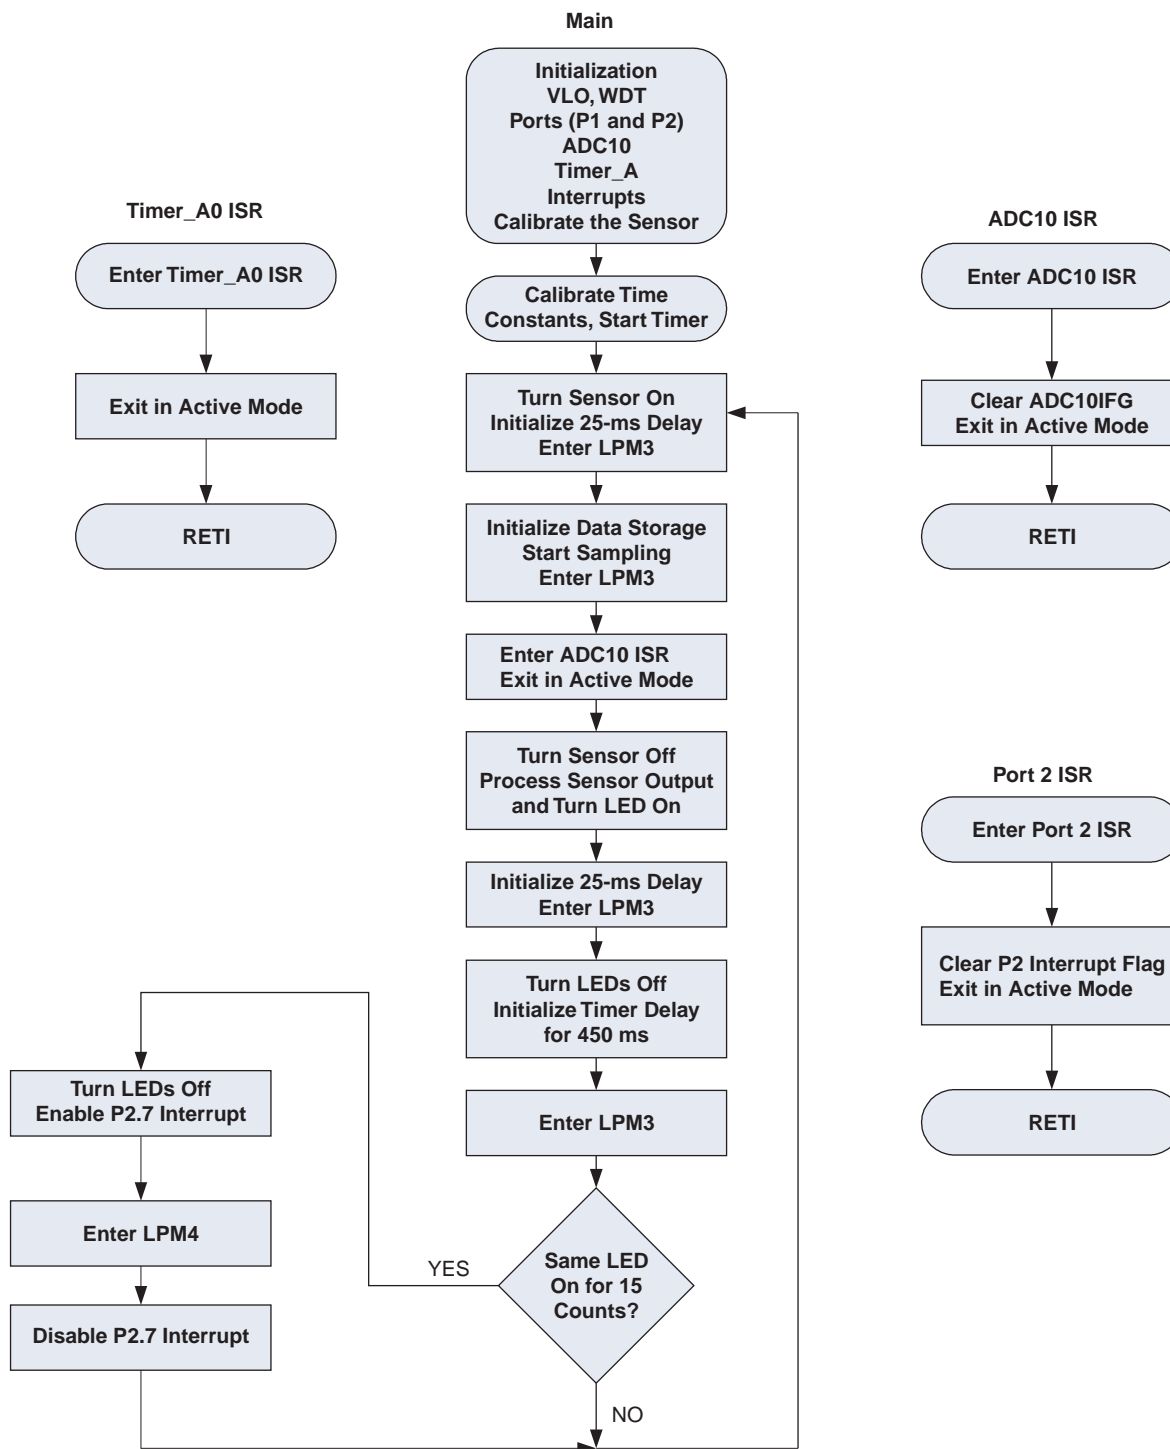 Main
Initialization
VLO, WDT
Ports (P1 and P2)
ADC10
Timer_A
Interrupts
Calibrate the Sensor
Calibrate Time
Constants, Start Timer
Turn Sensor On
Initialize 25-ms Delay
Enter LPM3
Initialize Data Storage
Start Sampling
Enter LPM3
Enter ADC10 ISR
Exit in Active Mode
Turn Sensor Off
Process Sensor Output
and Turn LED On
Initialize 25-ms Delay
Enter LPM3
Turn LEDs Off
Initialize Timer Delay
for 450 ms
Enter LPM3
Same LED
On for 15
Counts?
YES
NO
Turn LEDs Off
Enable P2.7 Interrupt
Enter LPM4
Disable P2.7 Interrupt
Timer_A0 ISR
Enter Timer_A0 ISR
Exit in Active Mode
RETI
ADC10 ISR
Enter ADC10 ISR
Clear ADC10IFG
Exit in Active Mode
RETI
Port 2 ISR
Enter Port 2 ISR
Clear P2 Interrupt Flag
Exit in Active Mode
RETI